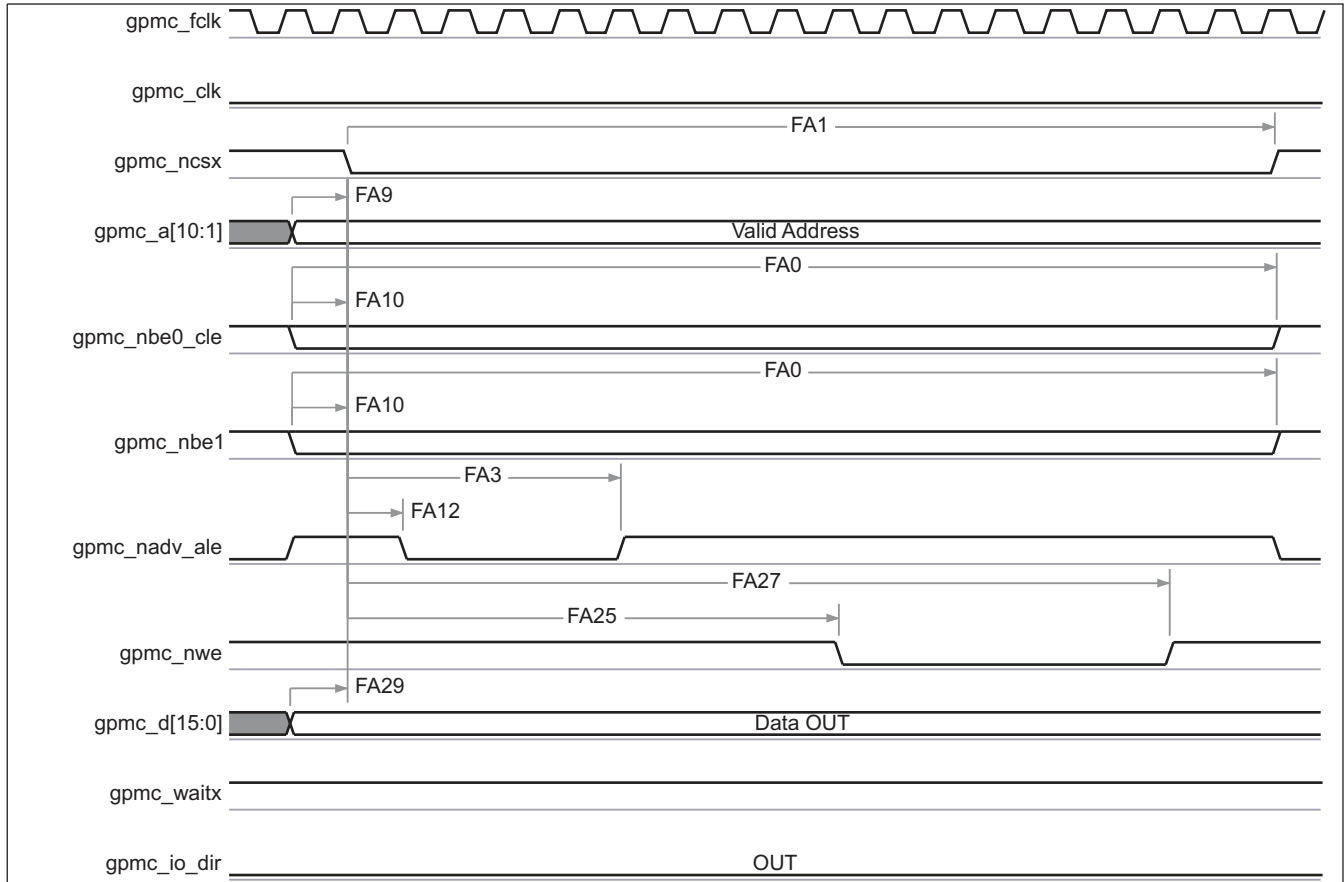 gpmc_fclk
gpmc_clk
FA1
gpmc_ncsx
FA9
gpmc_a[10:1]
Valid Address
FA0
FA10
gpmc_nbe0_cle
FA0
FA10
gpmc_nbe1
FA3
FA12
gpmc_nadv_ale
FA27
FA25
gpmc_nwe
FA29
gpmc_d[15:0]
Data OUT
gpmc_waitx
gpmc_io_dir
OUT